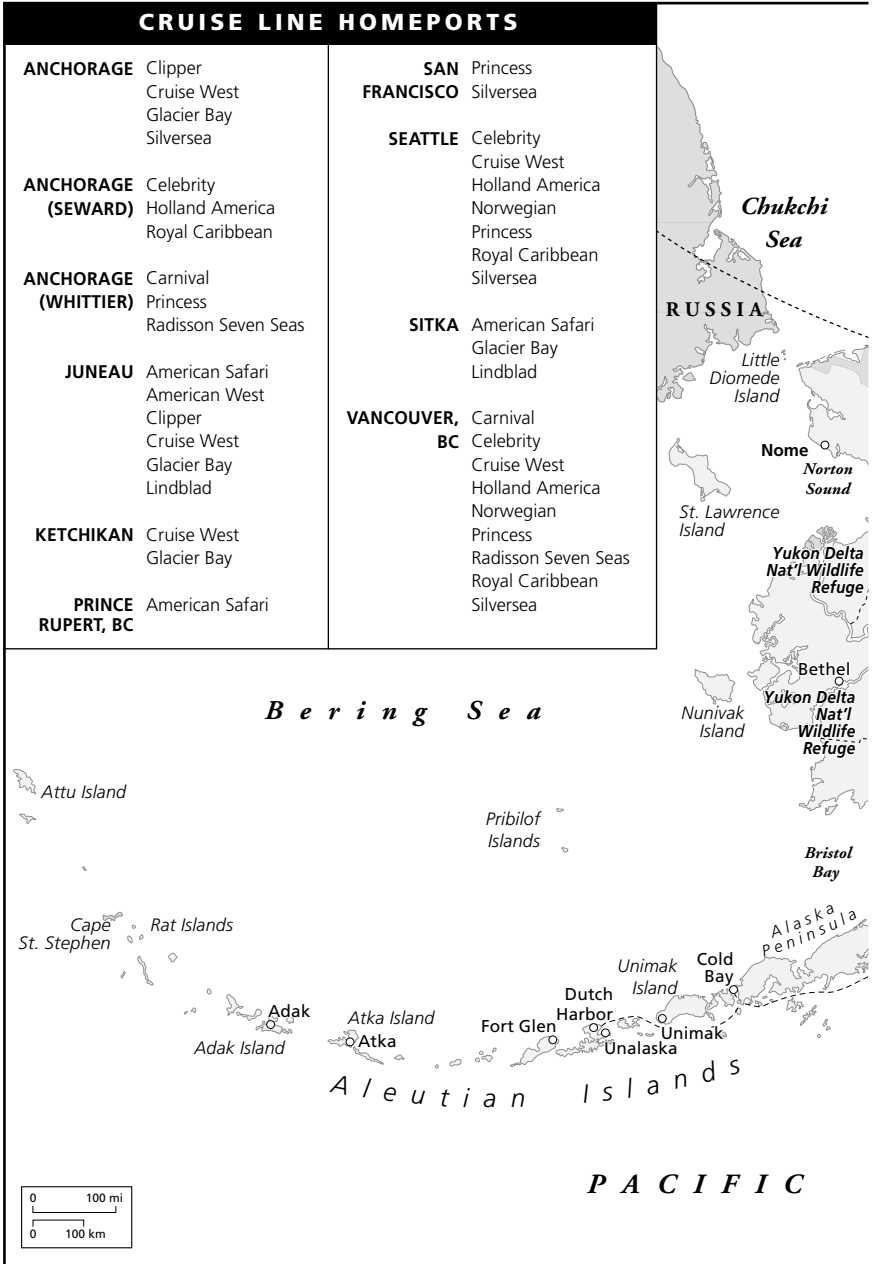 CRUISE LINE HOMEPORTS
ANCHORAGE Clipper
Cruise West
Glacier Bay
Silversea
ANCHORAGE Celebrity
(SEWARD) Holland America
Royal Caribbean
ANCHORAGE Carnival
(WHITTIER) Princess
Radisson Seven Seas
JUNEAU American Safari
American West
Clipper
Cruise West
Glacier Bay
Lindblad
KETCHIKAN Cruise West
Glacier Bay
PRINCE American Safari
RUPERT, BC
SAN Princess
FRANCISCO Silversea
SEATTLE Celebrity
Cruise West
Holland America
Norwegian
Princess
Royal Caribbean
Silversea
SITKA American Safari
Glacier Bay
Lindblad
VANCOUVER, Carnival
BC Celebrity
Cruise West
Holland America
Norwegian
Princess
Radisson Seven Seas
Royal Caribbean
Silversea
Chukchi
Sea
RUSSIA
Little
Diomede
Island
Nome
Norton
Sound
St. Lawrence
Island
Yukon Delta
Nat'l Wildlife
Refuge
Bethel
Yukon Delta
Nat'l
Wildlife
Refuge
Nunivak
Island
Bering Sea
Attu Island
Pribilof
Islands
Bristol
Bay
Cape
St. Stephen
Rat Islands
Alaska
Peninsula
Unimak
Island
Cold
Bay
Dutch
Harbor
Adak
Adak Island
Atka Island
Atka
Fort Glen
Unimak
Unalaska
Aleutian Islands
PACIFIC
0 100 mi
0 100 km